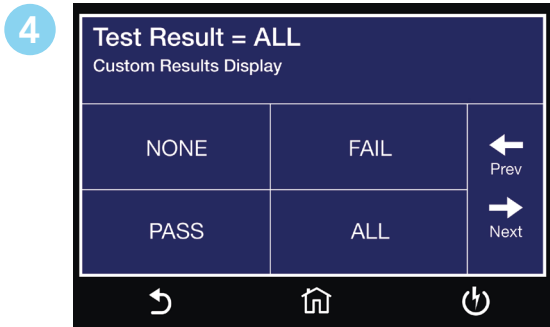 4
Test Result = ALL
Custom Results Display
NONE
FAIL
Prev
PASS
ALL
Next